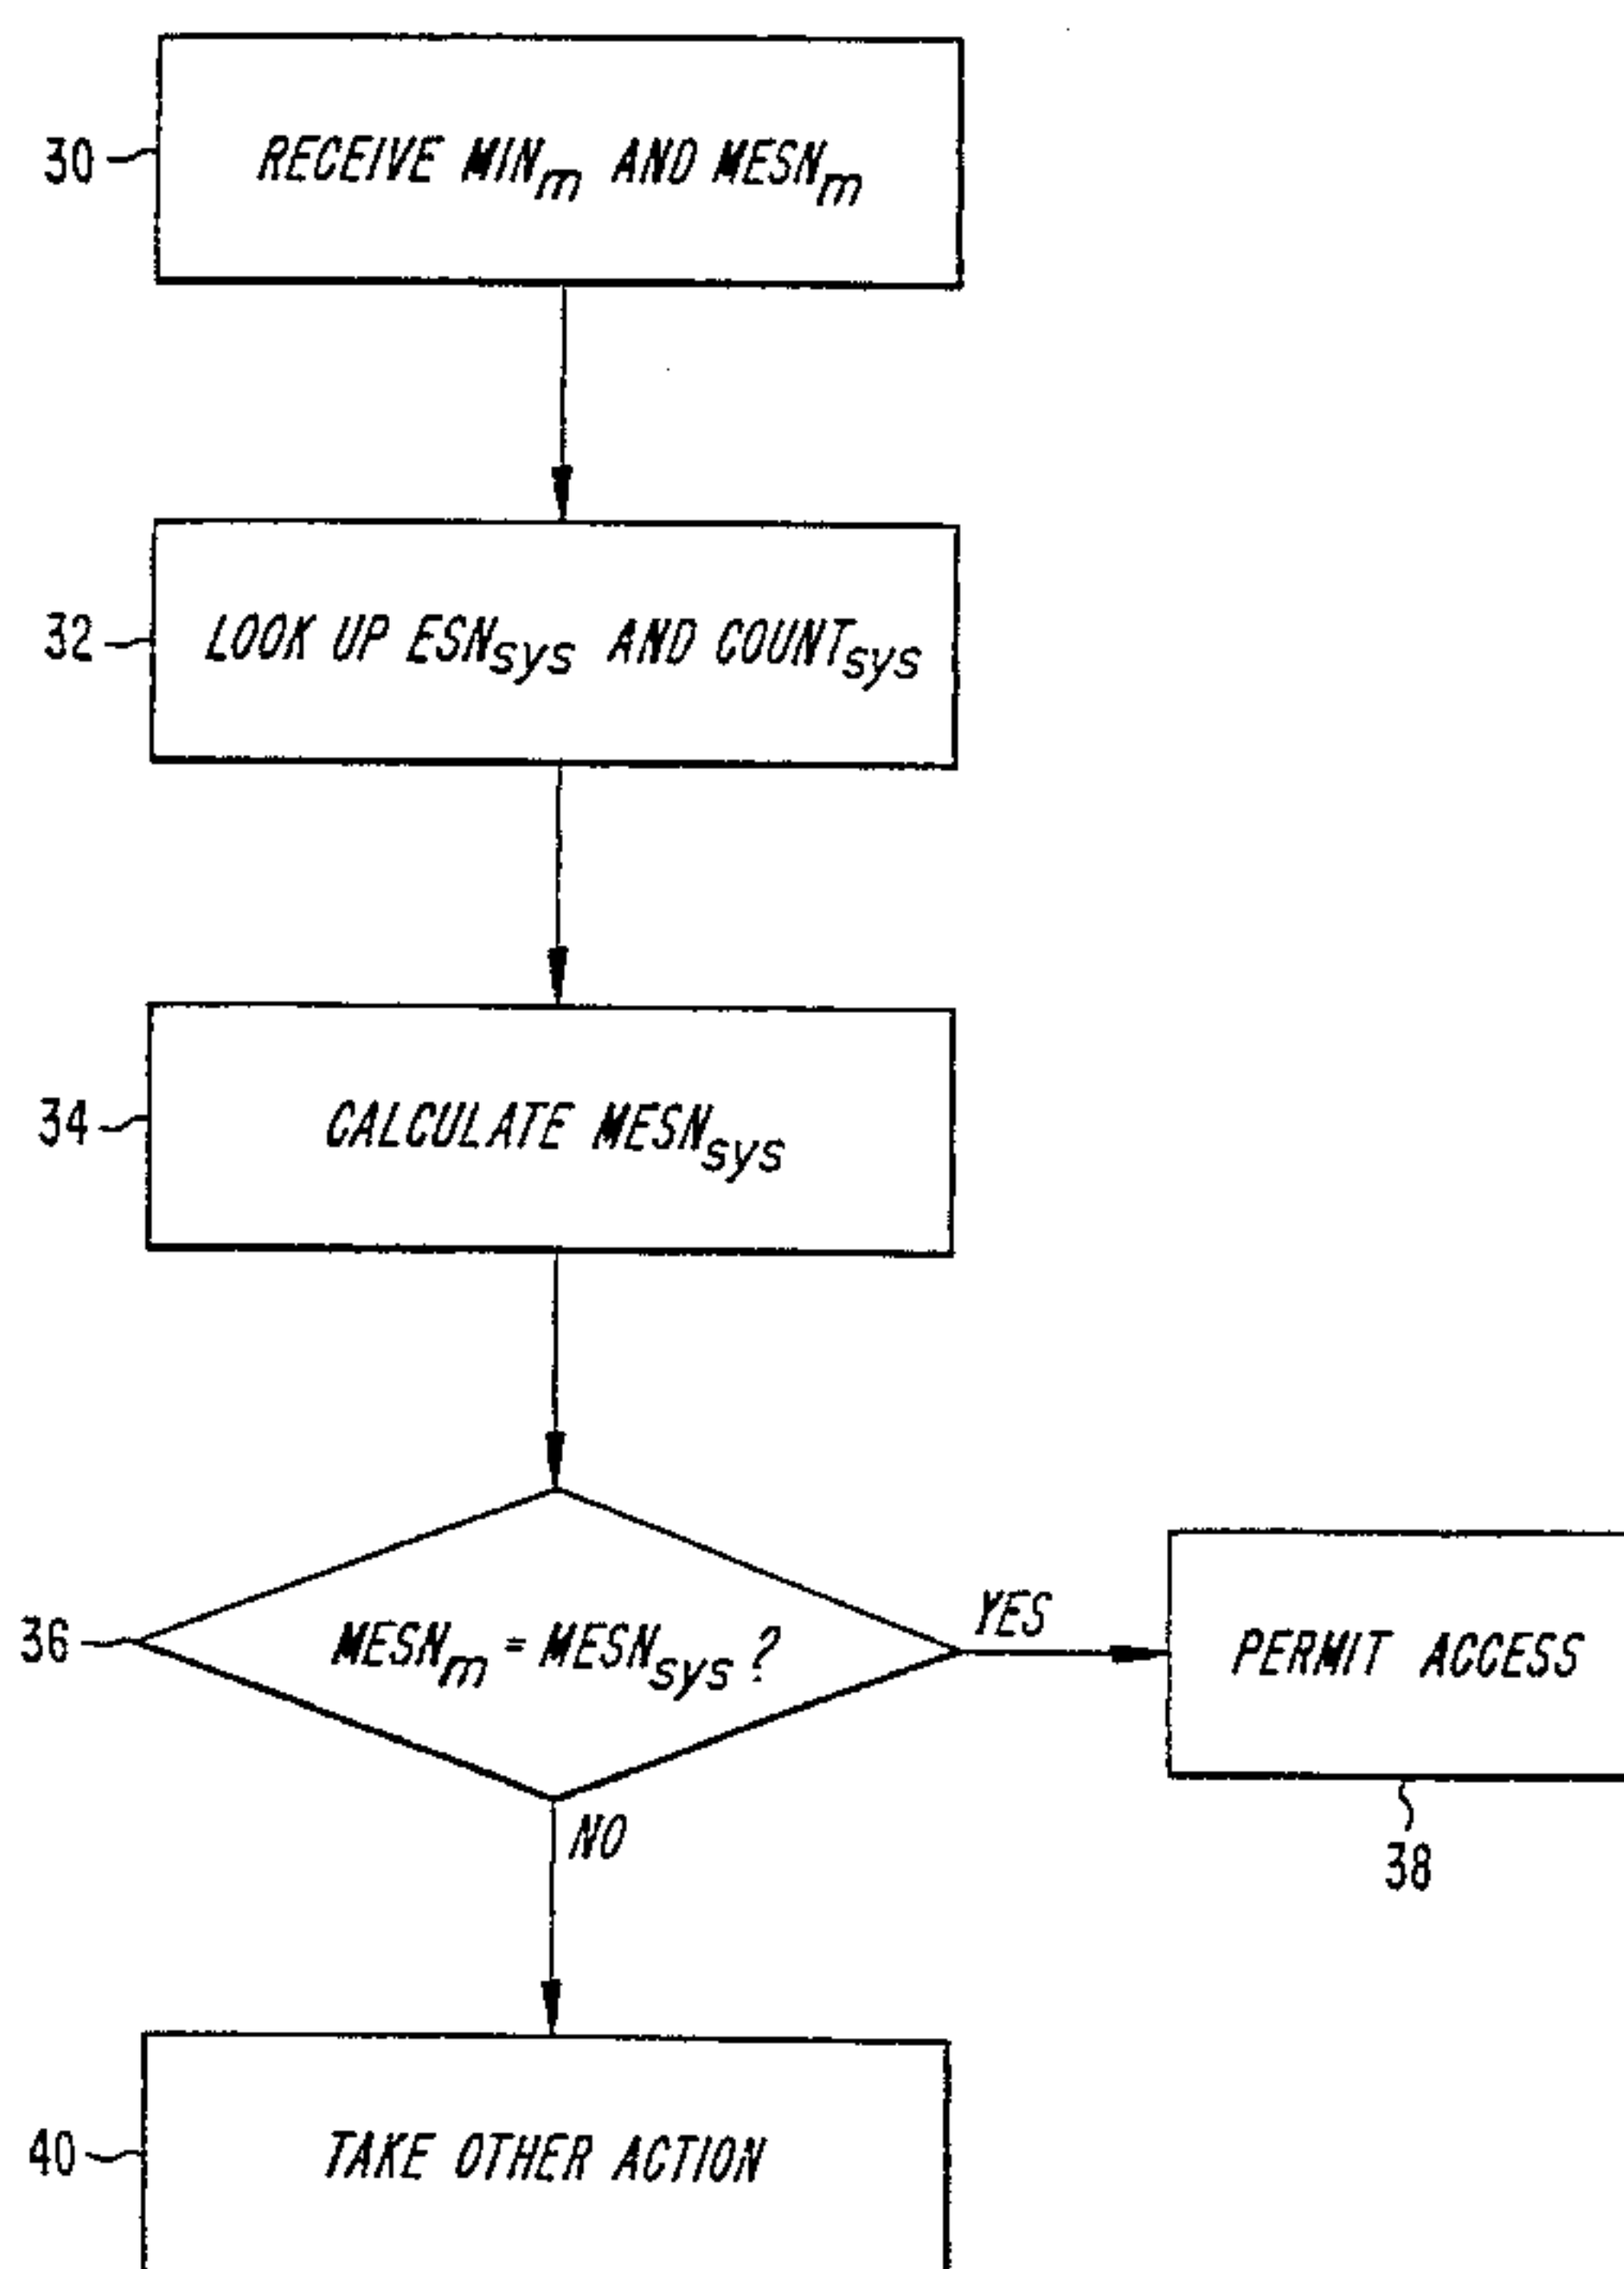 30 RECEIVE MINm AND MESNm
32 LOOK UP ESNsys AND COUNTsys
34 CALCULATE MESNsys
36 MESNm = MESNsys ?
YES
PERMIT ACCESS
38
NO
40 TAKE OTHER ACTION